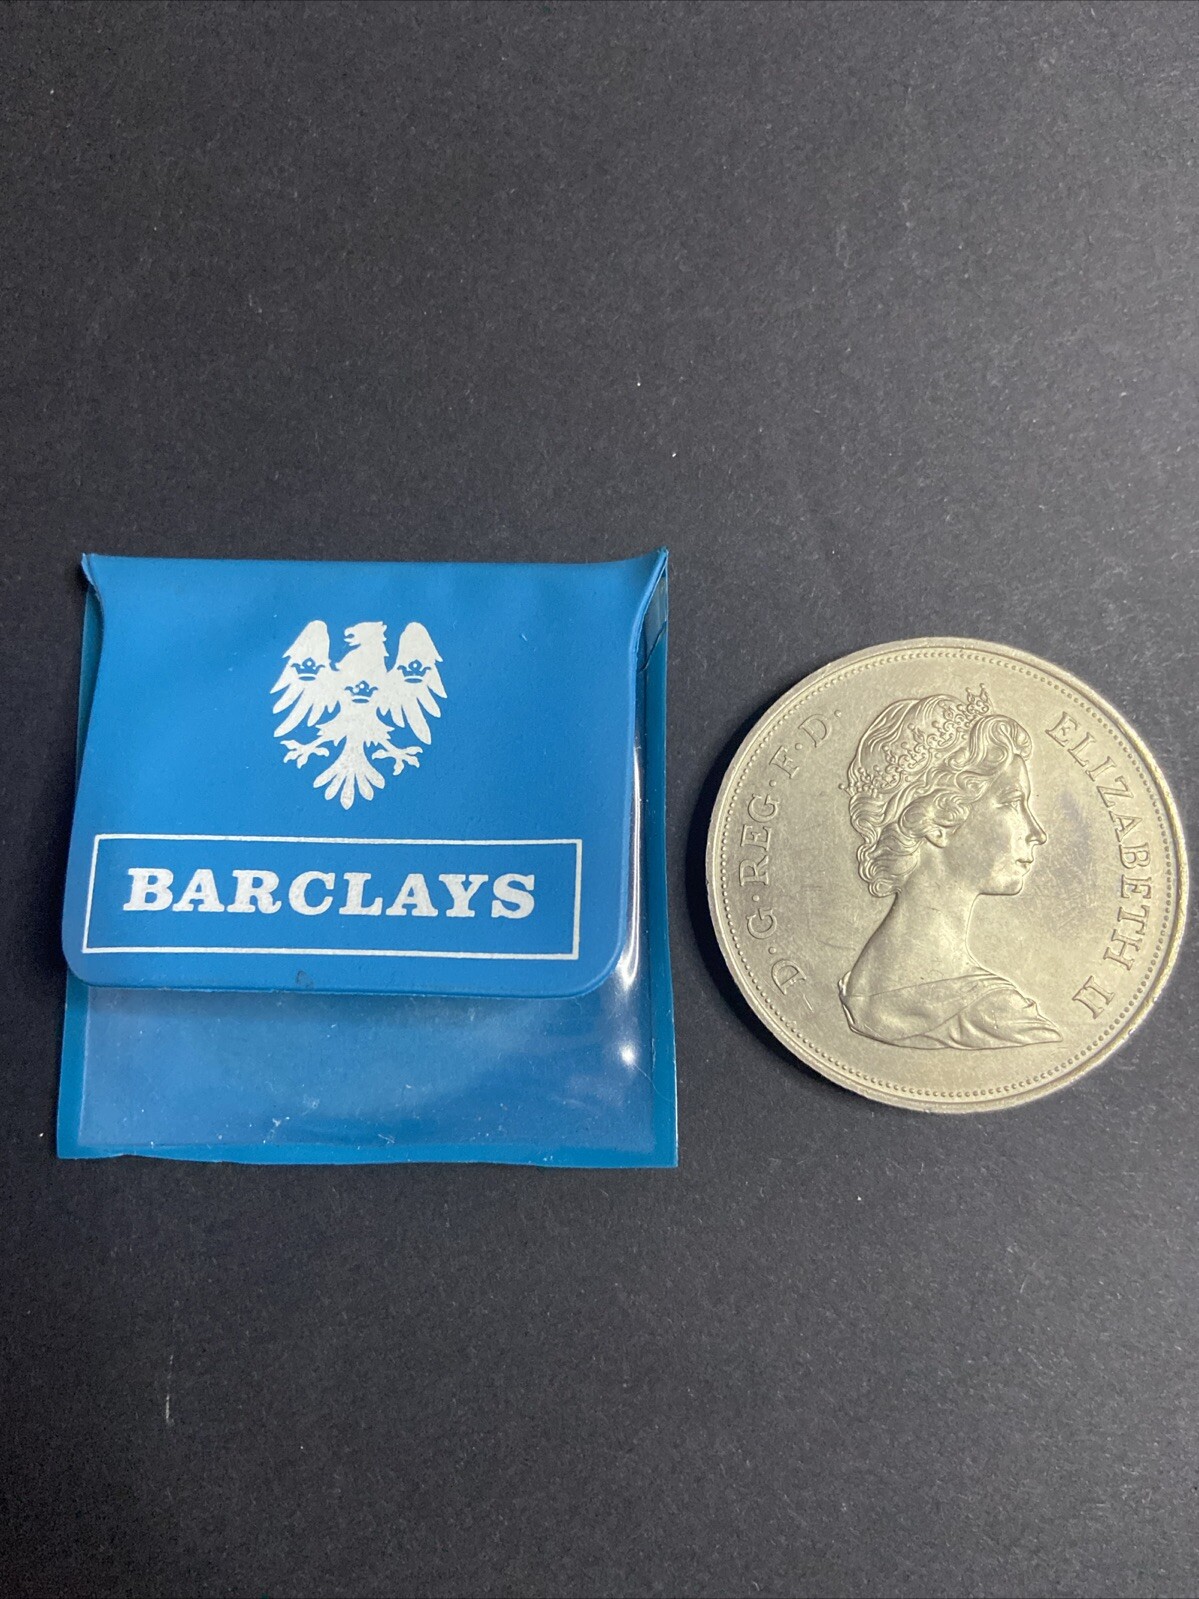 BARCLAYS
D·G·REG·F·D· ELIZABETH II